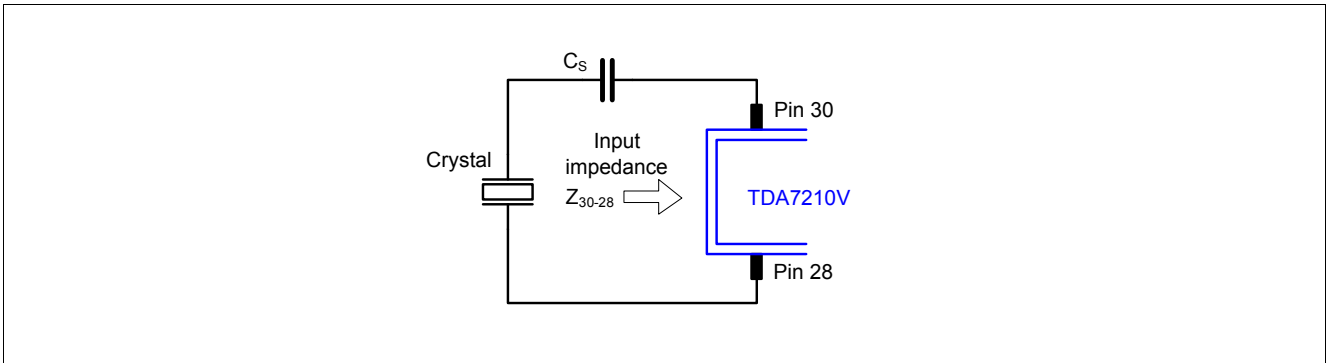 C_S
Pin 30
Input
impedance
Z_30-28
Crystal
TDA7210V
Pin 28